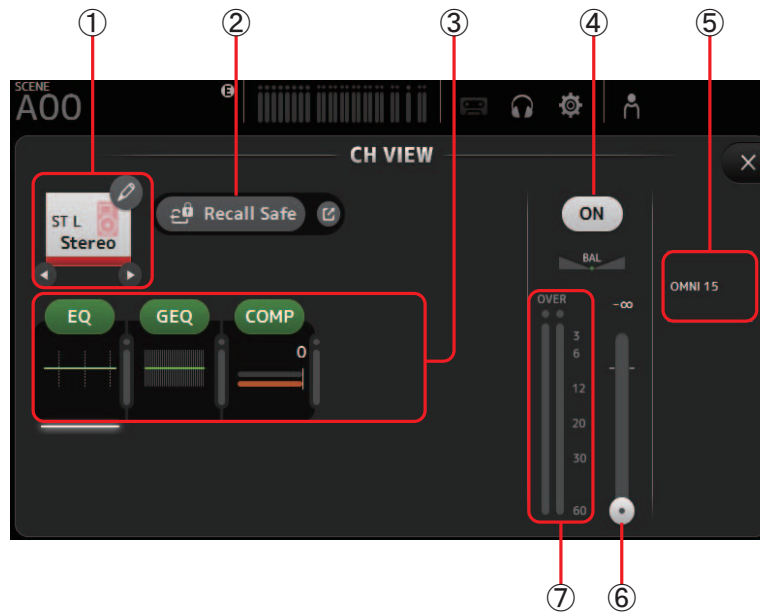 ① ② ③ ④ ⑤
SCENE
A00
E
CH VIEW
ST L
Stereo
Recall Safe
ON
BAL
OMNI 15
EQ GEQ COMP
0
OVER
-∞
3
6
12
20
30
60
⑦ ⑥